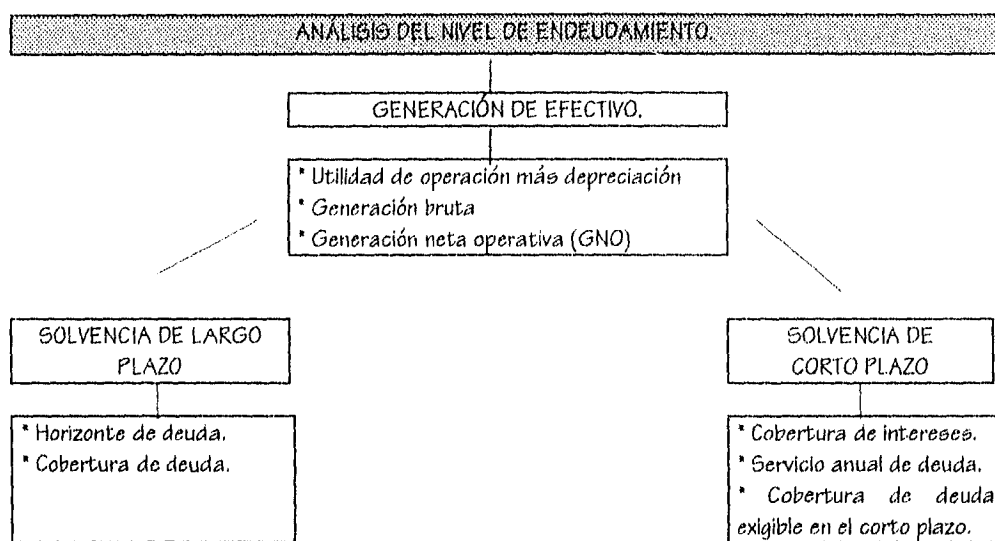 ANÁLISIS DEL NIVEL DE ENDEUDAMIENTO.
GENERACIÓN DE EFECTIVO.
* Utilidad de operación más depreciación
* Generación bruta
* Generación neta operativa (GNO)
SOLVENCIA DE LARGO
PLAZO
* Horizonte de deuda.
* Cobertura de deuda.
SOLVENCIA DE
CORTO PLAZO
* Cobertura de intereses.
* Servicio anual de deuda.
* Cobertura de deuda
exigible en el corto plazo.